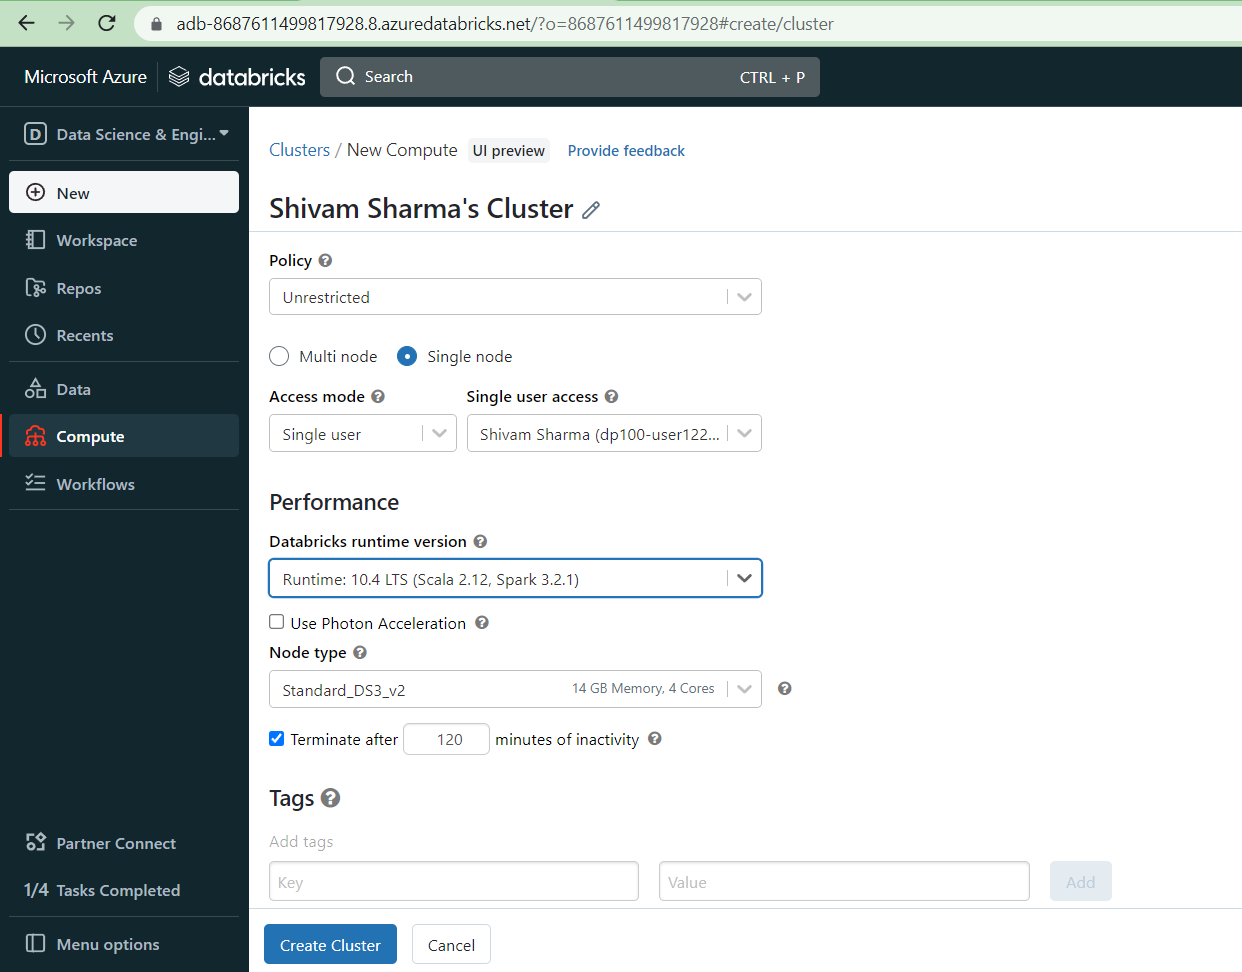 adb-8687611499817928.8.azuredatabricks.net/?o=8687611499817928#create/cluster
Microsoft Azure databricks Search CTRL + P
D Data Science & Engi...
New
Workspace
Repos
Recents
Data
Compute
Workflows
Partner Connect
1/4 Tasks Completed
Menu options
Clusters / New Compute UI preview Provide feedback
Shivam Sharma's Cluster
Policy ?
Unrestricted
Multi node Single node
Access mode ? Single user access ?
Single user Shivam Sharma (dp100-user122...
Performance
Databricks runtime version ?
Runtime: 10.4 LTS (Scala 2.12, Spark 3.2.1)
Use Photon Acceleration ?
Node type ?
Standard_DS3_v2 14 GB Memory, 4 Cores ?
Terminate after 120 minutes of inactivity ?
Tags ?
Add tags
Key Value Add
Create Cluster Cancel